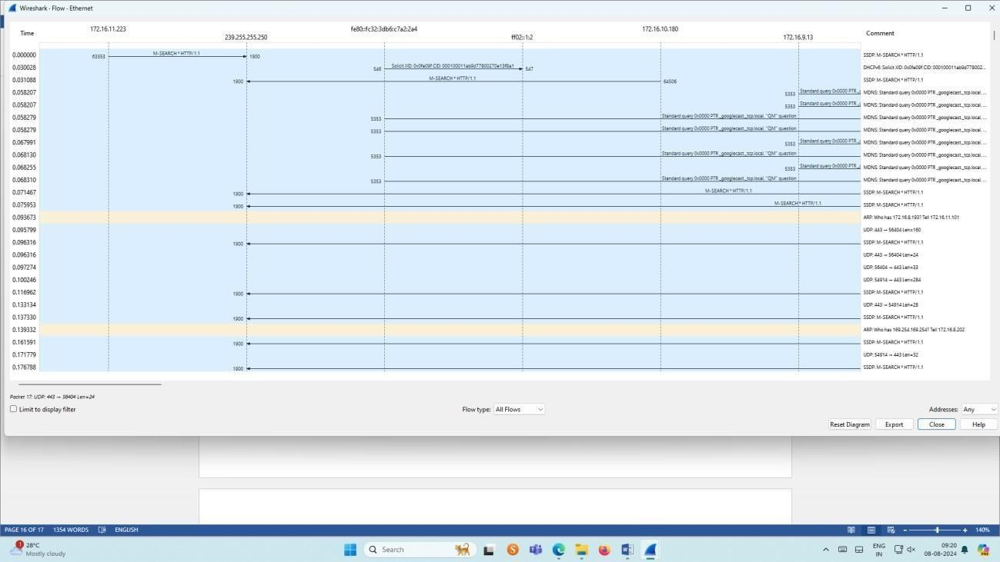 Wireshark · Flow · Ethernet
Time
172.16.11.223
239.255.255.250
fe80::fc32:3db6:c7a2:2a4
ff02::1:2
172.16.10.180
172.16.9.13
Comment
0.000000 63353 M-SEARCH * HTTP/1.1 1900 SSDP: M-SEARCH * HTTP/1.1
0.030028 546 Solicit XID: 0x0fe09f CID: 000100011ab9d77800270e13f8a1 547 DHCPv6: Solicit XID: 0x0fe09f CID: 000100011ab9d778002...
0.031088 1900 M-SEARCH * HTTP/1.1 64506 SSDP: M-SEARCH * HTTP/1.1
0.058207 5353 Standard query 0x0000 PTR _g MDNS: Standard query 0x0000 PTR _googlecast._tcp.local, ...
0.058207 5353 Standard query 0x0000 PTR _g MDNS: Standard query 0x0000 PTR _googlecast._tcp.local, ...
0.058279 5353 Standard query 0x0000 PTR _googlecast._tcp.local, "QM" question MDNS: Standard query 0x0000 PTR _googlecast._tcp.local, ...
0.058279 5353 Standard query 0x0000 PTR _googlecast._tcp.local, "QM" question MDNS: Standard query 0x0000 PTR _googlecast._tcp.local, ...
0.067991 5353 Standard query 0x0000 PTR _g MDNS: Standard query 0x0000 PTR _googlecast._tcp.local, ...
0.068130 5353 Standard query 0x0000 PTR _googlecast._tcp.local, "QM" question MDNS: Standard query 0x0000 PTR _googlecast._tcp.local, ...
0.068255 5353 Standard query 0x0000 PTR _g MDNS: Standard query 0x0000 PTR _googlecast._tcp.local, ...
0.068310 5353 Standard query 0x0000 PTR _googlecast._tcp.local, "QM" question MDNS: Standard query 0x0000 PTR _googlecast._tcp.local, ...
0.071467 1900 M-SEARCH * HTTP/1.1 SSDP: M-SEARCH * HTTP/1.1
0.075953 1900 M-SEARCH * HTTP/1.1 SSDP: M-SEARCH * HTTP/1.1
0.093673 ARP: Who has 172.16.8.193? Tell 172.16.11.101
0.095799 UDP: 443 → 56404 Len=160
0.096316 1900 SSDP: M-SEARCH * HTTP/1.1
0.096316 UDP: 443 → 56404 Len=24
0.097274 UDP: 56404 → 443 Len=33
0.100246 UDP: 54914 → 443 Len=284
0.116962 1900 SSDP: M-SEARCH * HTTP/1.1
0.133134 UDP: 443 → 54914 Len=28
0.137330 1900 SSDP: M-SEARCH * HTTP/1.1
0.139332 ARP: Who has 169.254.169.254? Tell 172.16.8.202
0.161591 1900 SSDP: M-SEARCH * HTTP/1.1
0.171779 UDP: 54914 → 443 Len=32
0.176788 1900 SSDP: M-SEARCH * HTTP/1.1
Packet 17: UDP: 443 → 56404 Len=24
Limit to display filter
Flow type: All Flows
Addresses: Any
Reset Diagram Export Close Help
PAGE 16 OF 17 1354 WORDS ENGLISH 140%
1 28°C
Mostly cloudy
Search
ENG
IN
09:20
08-08-2024